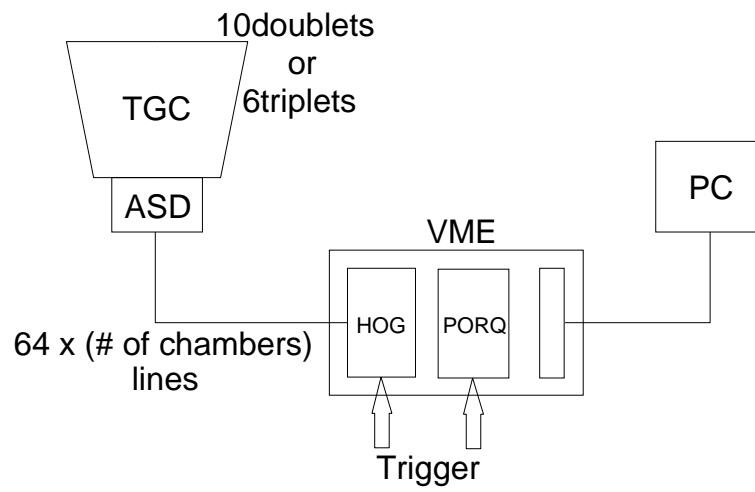 10doublets
or
6triplets
TGC
ASD
PC
VME
HOG
PORQ
64 x (# of chambers)
lines
Trigger